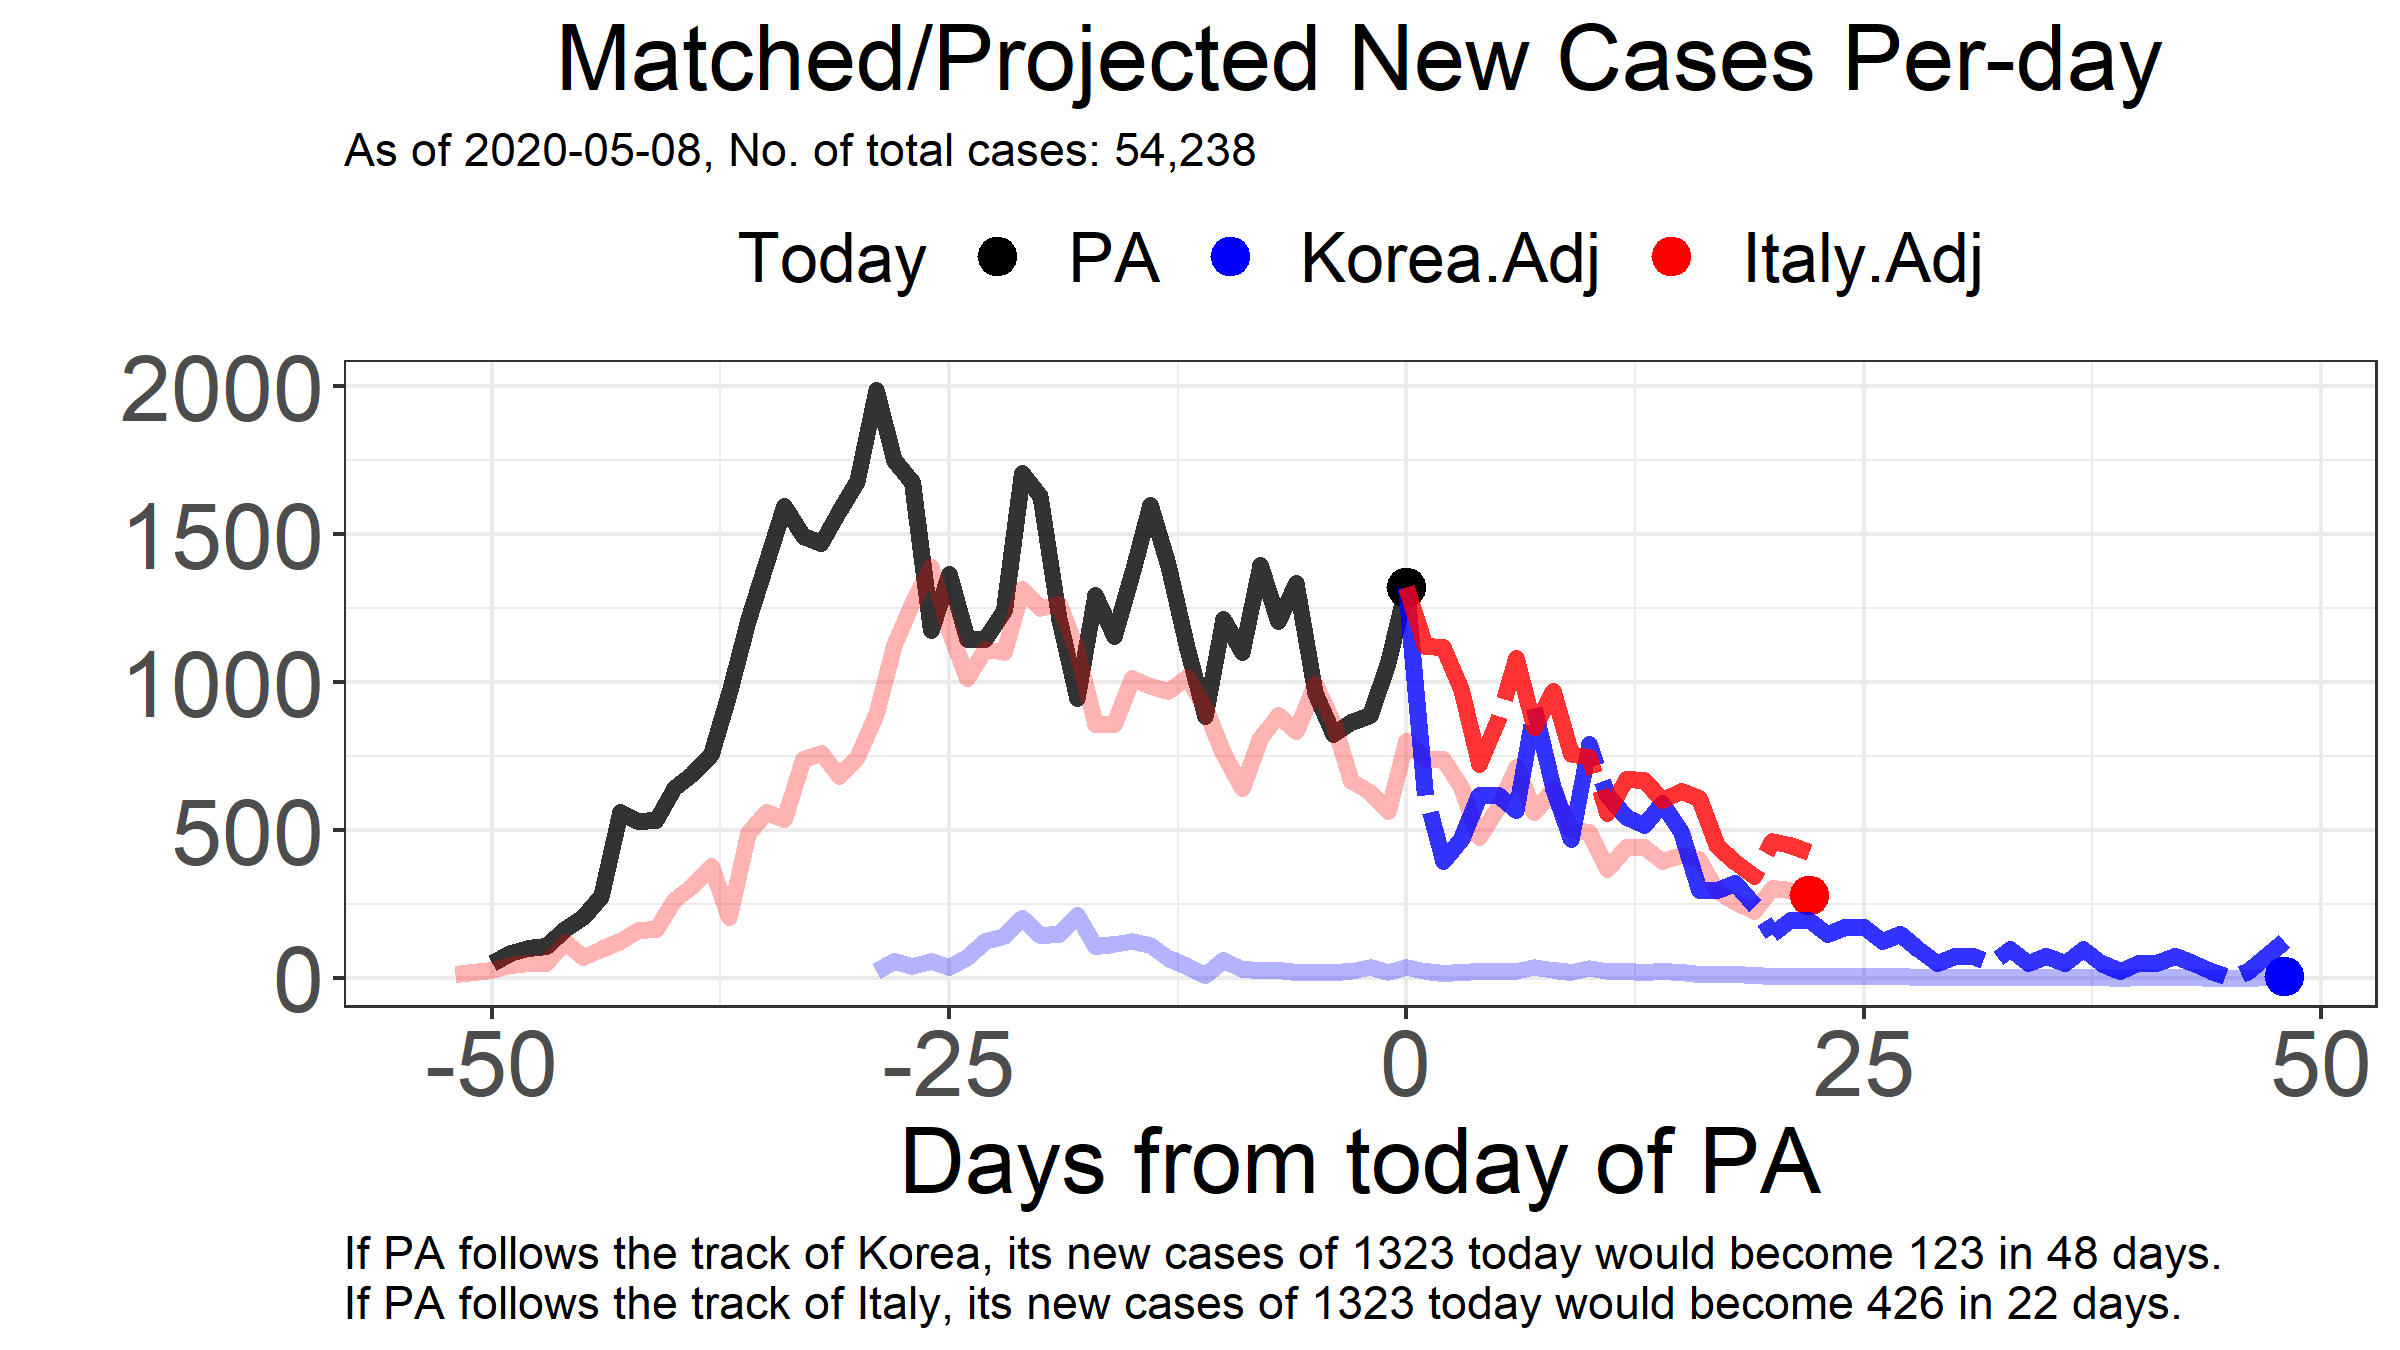 Matched/Projected New Cases Per-day
As of 2020-05-08, No. of total cases: 54,238
Today PA Korea.Adj Italy.Adj
2000
1500
1000
500
0
-50 -25 0 25 50
Days from today of PA
If PA follows the track of Korea, its new cases of 1323 today would become 123 in 48 days.
If PA follows the track of Italy, its new cases of 1323 today would become 426 in 22 days.